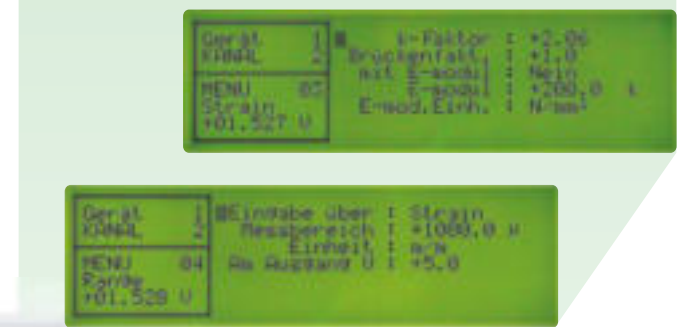 Gerät 1
KANAL 2
MENU 03
Strain
+01.527 U
k-Faktor : +2.06
Brückenfakt. : +1.0
mit E-modul : Nein
E-modul : +200.0 k
E-mod.Einh. : N/mm²
Gerät 1
KANAL 2
MENU 04
Range
+01.528 U
Eingabe über : Strain
Messbereich : +1000.0 µ
Einheit : m/m
Am Ausgang U : +5.0